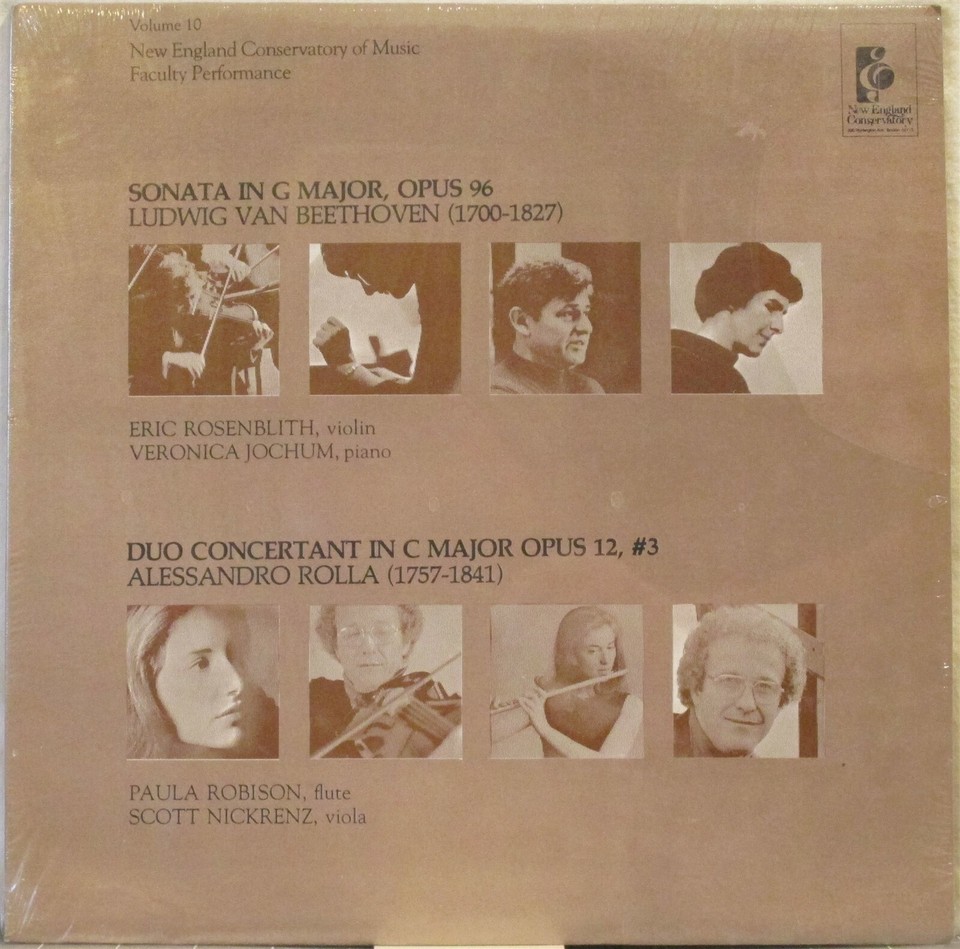 Volume 10
New England Conservatory of Music
Faculty Performance
New England
Conservatory
SONATA IN G MAJOR, OPUS 96
LUDWIG VAN BEETHOVEN (1700-1827)
ERIC ROSENBLITH, violin
VERONICA JOCHUM, piano
DUO CONCERTANT IN C MAJOR OPUS 12, #3
ALESSANDRO ROLLA (1757-1841)
PAULA ROBISON, flute
SCOTT NICKRENZ, viola